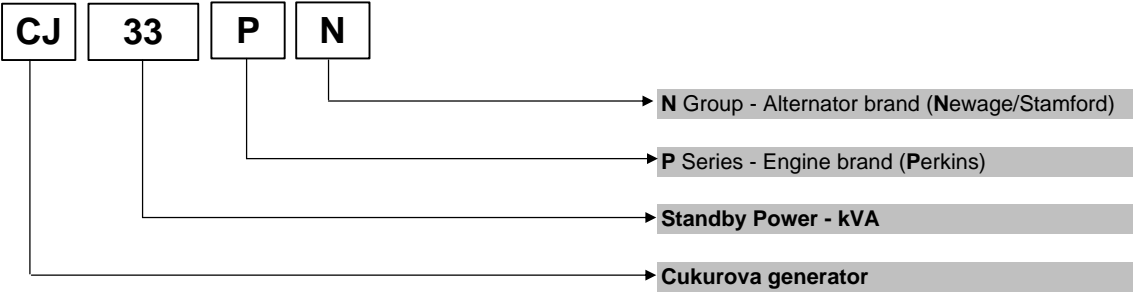 CJ 33 P N
N Group - Alternator brand (Newage/Stamford)
P Series - Engine brand (Perkins)
Standby Power - kVA
Cukurova generator